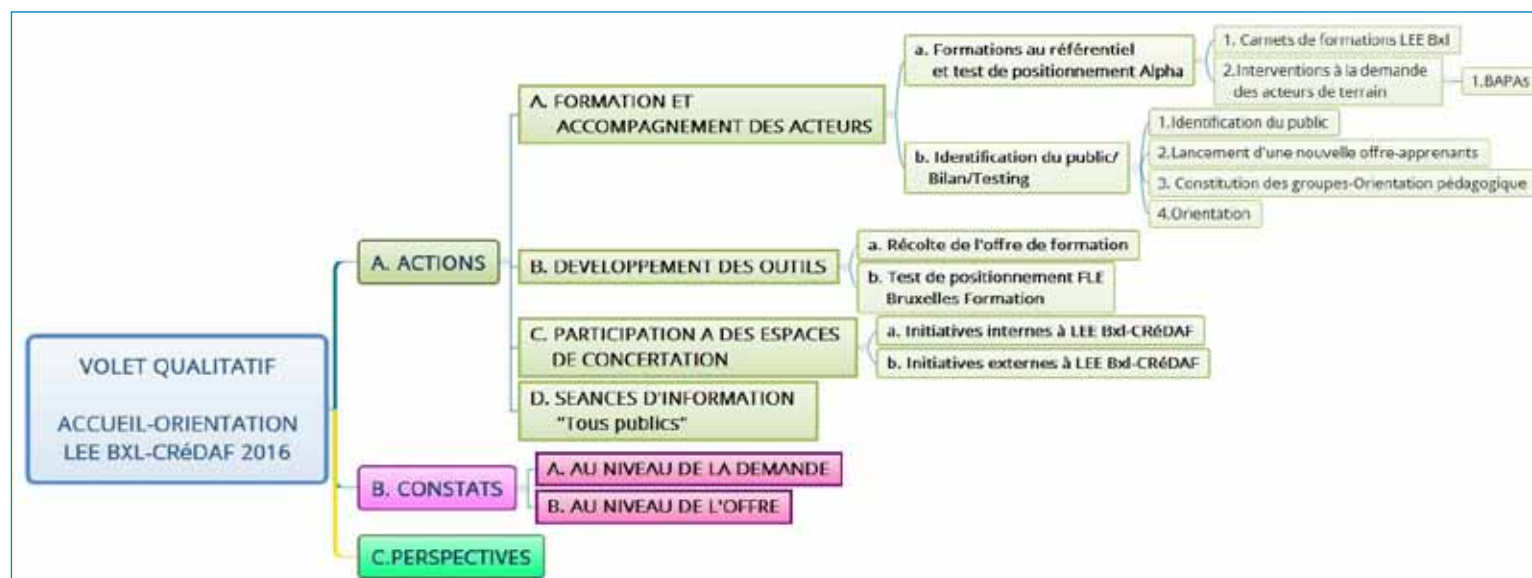 VOLET QUALITATIF
ACCUEIL-ORIENTATION
LEE BXL-CRéDAF 2016
A. ACTIONS
A. FORMATION ET
ACCOMPAGNEMENT DES ACTEURS
a. Formations au référentiel
et test de positionnement Alpha
1. Carnets de formations LEE Bxl
2.Interventions à la demande
des acteurs de terrain
1.BAPAs
b. Identification du public/
Bilan/Testing
1.Identification du public
2.Lancement d'une nouvelle offre-apprenants
3. Constitution des groupes-Orientation pédagogique
4.Orientation
B. DEVELOPPEMENT DES OUTILS
a. Récolte de l'offre de formation
b. Test de positionnement FLE
Bruxelles Formation
C. PARTICIPATION A DES ESPACES
DE CONCERTATION
a. Initiatives internes à LEE Bxl-CRéDAF
b. Initiatives externes à LEE Bxl-CRéDAF
D. SEANCES D'INFORMATION
"Tous publics"
B. CONSTATS
A. AU NIVEAU DE LA DEMANDE
B. AU NIVEAU DE L'OFFRE
C.PERSPECTIVES